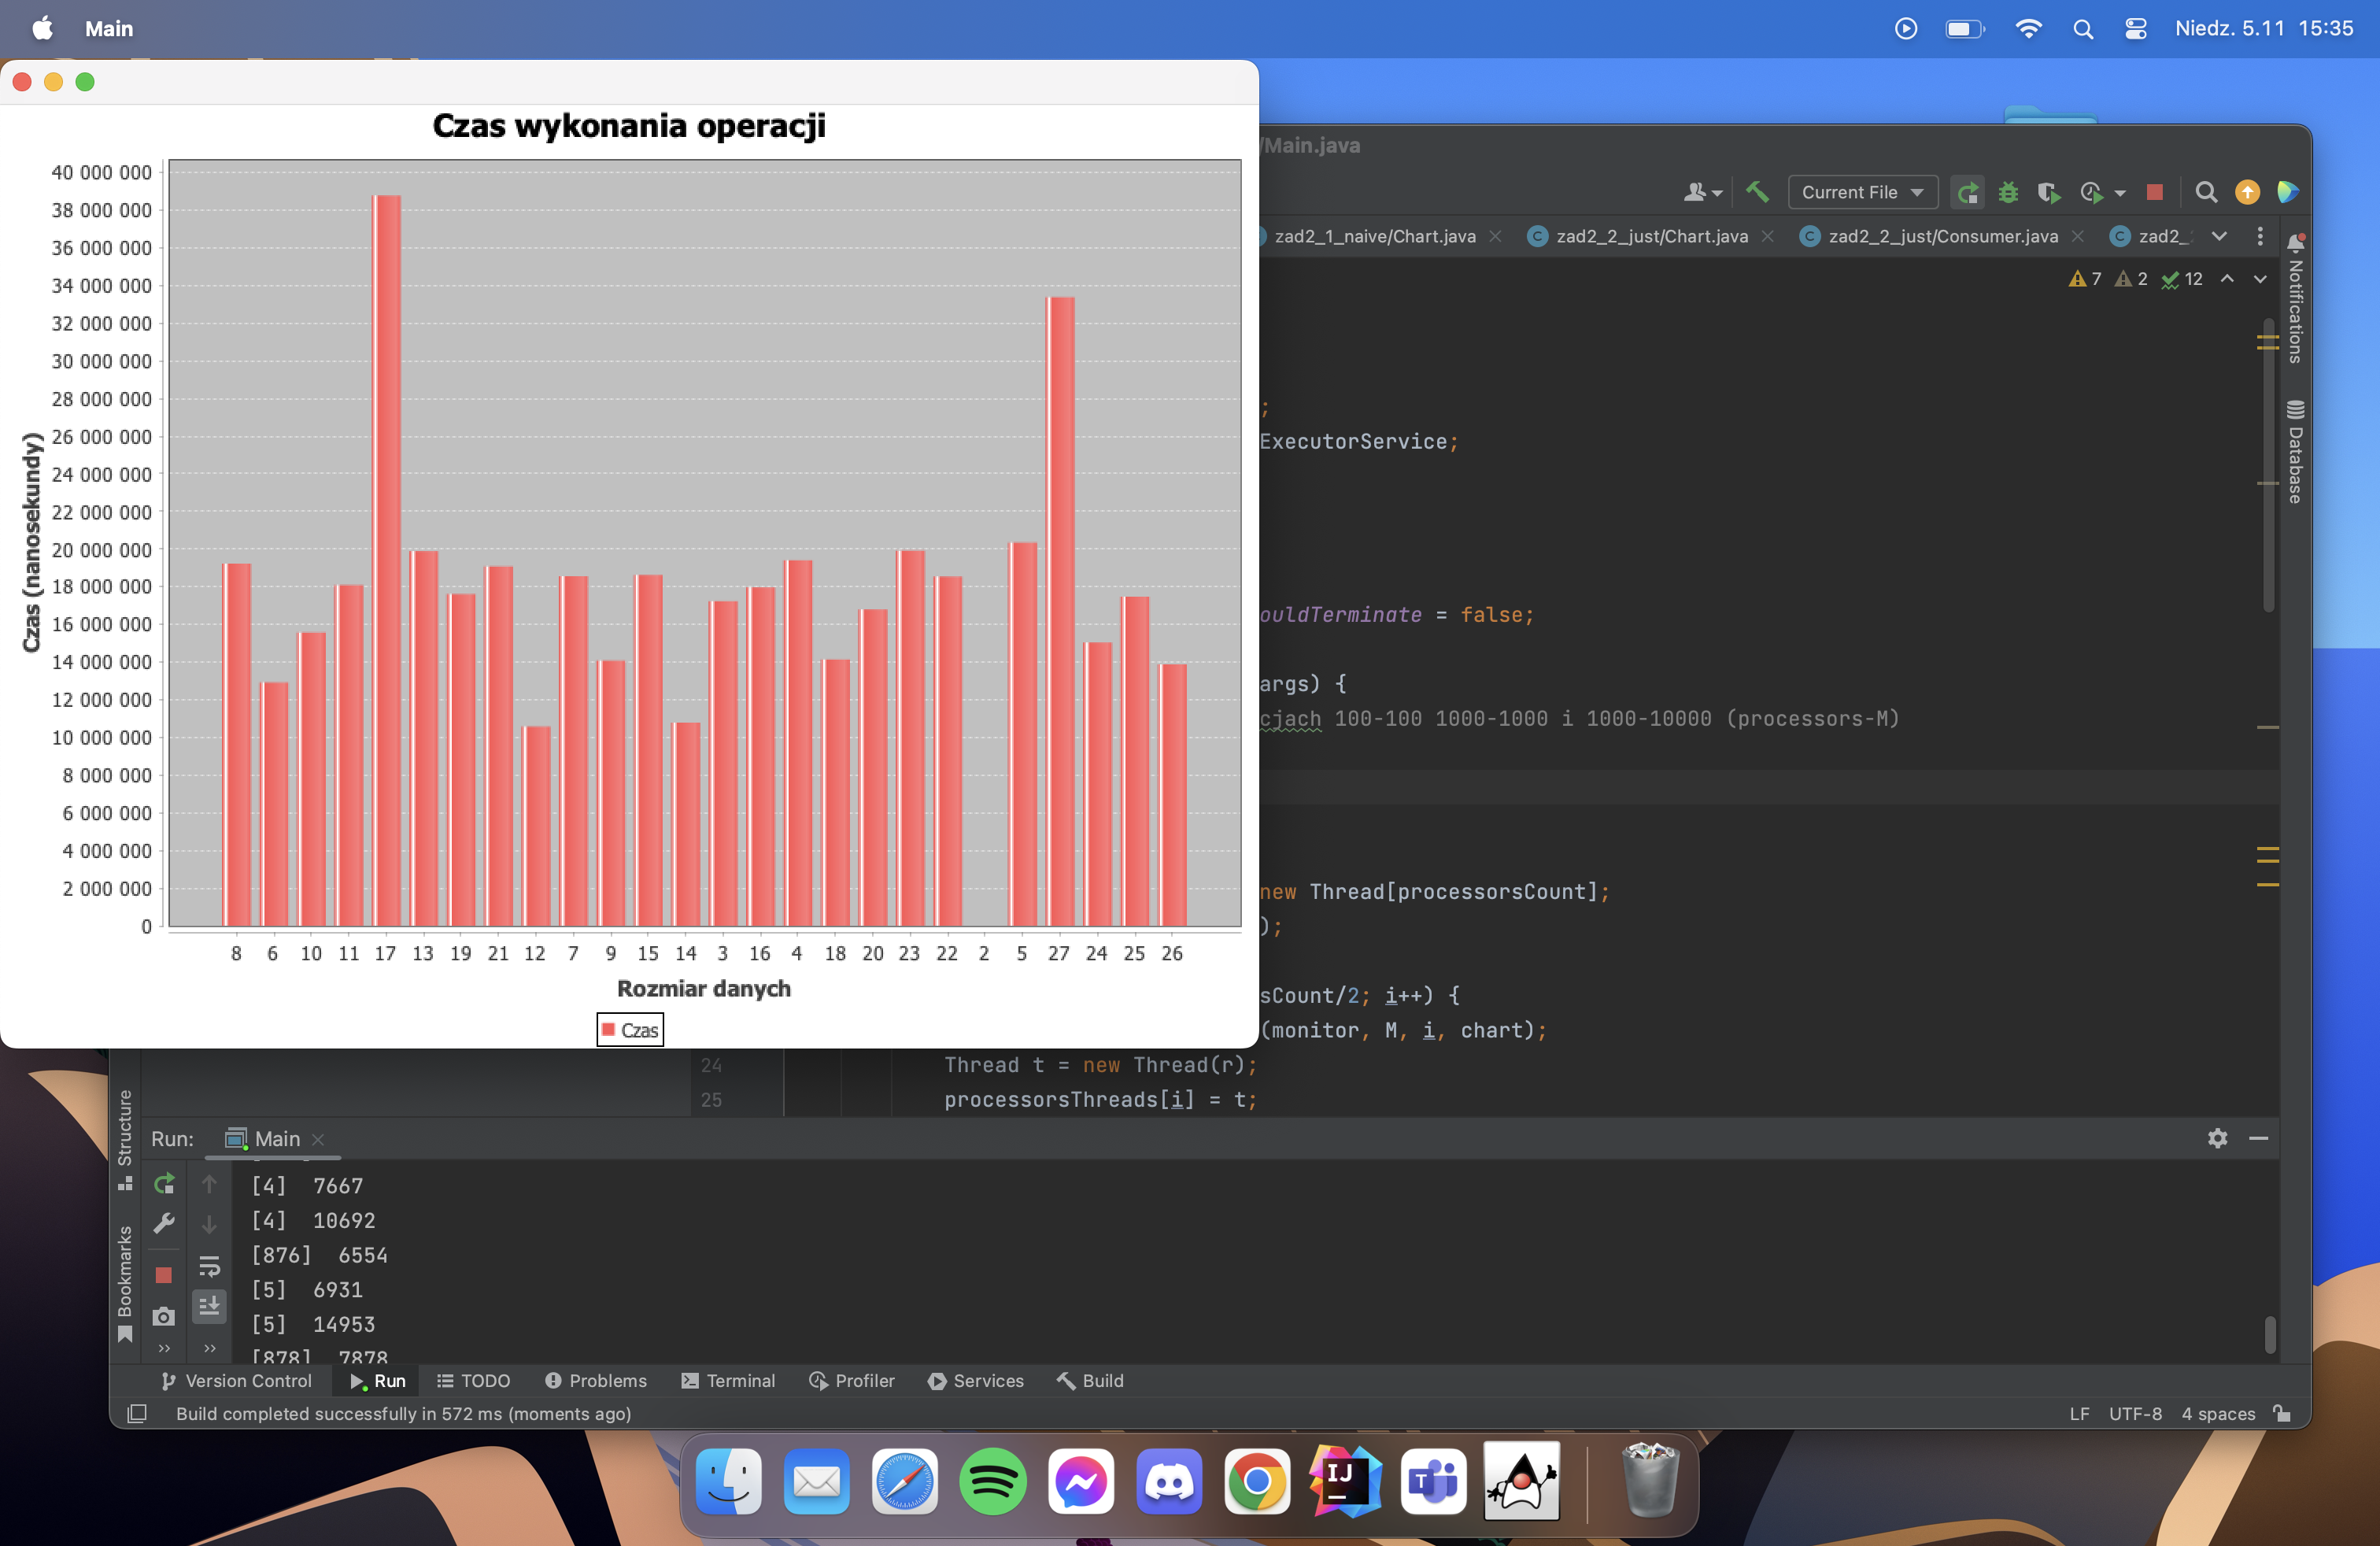 Main
Niedz. 5.11 15:35
Czas wykonania operacji
40 000 000
38 000 000
36 000 000
34 000 000
32 000 000
30 000 000
28 000 000
26 000 000
24 000 000
22 000 000
20 000 000
18 000 000
16 000 000
14 000 000
12 000 000
10 000 000
8 000 000
6 000 000
4 000 000
2 000 000
0
Czas (nanosekundy)
8 6 10 11 17 13 19 21 12 7 9 15 14 3 16 4 18 20 23 22 2 5 27 24 25 26
Rozmiar danych
Czas
/Main.java
Current File
zad2_1_naive/Chart.java
zad2_2_just/Chart.java
zad2_2_just/Consumer.java
zad2_
7 2 12
Notifications
Database
;
ExecutorService;
ouldTerminate = false;
args) {
cjach 100-100 1000-1000 i 1000-10000 (processors-M)
new Thread[processorsCount];
);
sCount/2; i++) {
(monitor, M, i, chart);
24 Thread t = new Thread(r);
25 processorsThreads[i] = t;
Structure
Bookmarks
Run: Main
[4] 7667
[4] 10692
[876] 6554
[5] 6931
[5] 14953
[878] 7878
Version Control
Run
TODO
Problems
Terminal
Profiler
Services
Build
Build completed successfully in 572 ms (moments ago)
LF UTF-8 4 spaces
IJ
T